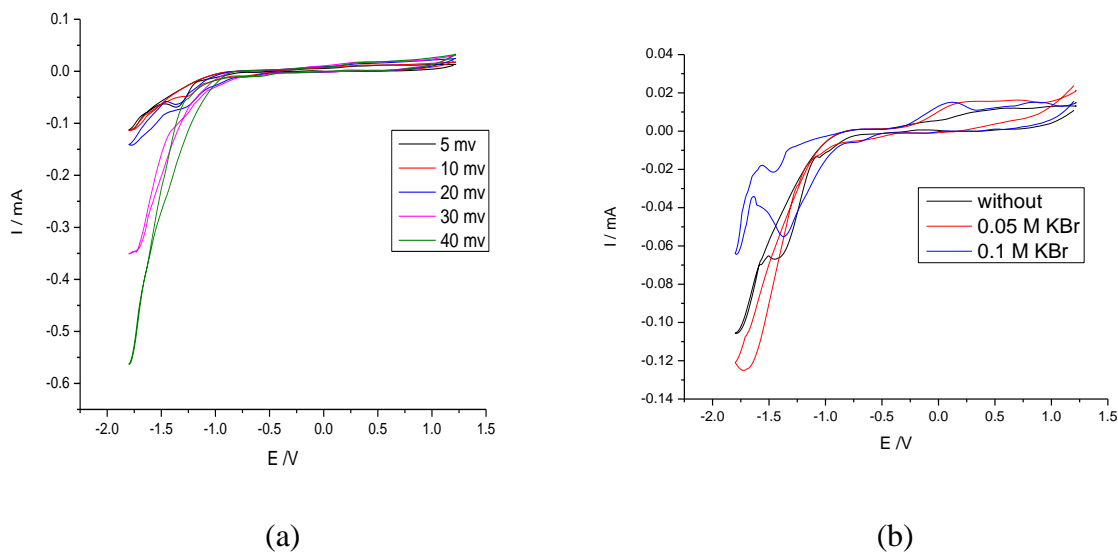 0.1
0.0
-0.1
-0.2
-0.3
-0.4
-0.5
-0.6
I / mA
-2.0 -1.5 -1.0 -0.5 0.0 0.5 1.0 1.5
E /V
5 mv
10 mv
20 mv
30 mv
40 mv
(a)
0.04
0.02
0.00
-0.02
-0.04
-0.06
-0.08
-0.10
-0.12
-0.14
I / mA
-2.0 -1.5 -1.0 -0.5 0.0 0.5 1.0 1.5
E /V
without
0.05 M KBr
0.1 M KBr
(b)